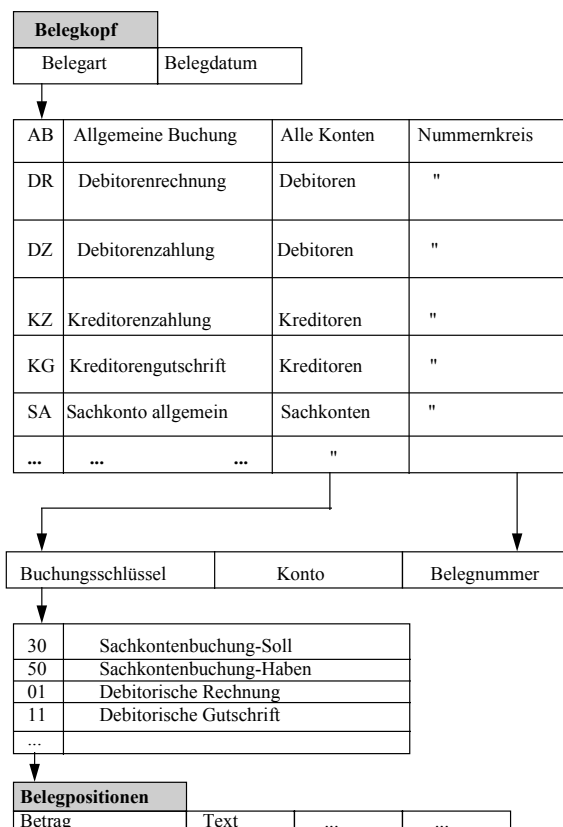 Belegkopf
Belegart Belegdatum
AB Allgemeine Buchung Alle Konten Nummernkreis
DR Debitorenrechnung Debitoren "
DZ Debitorenzahlung Debitoren "
KZ Kreditorenzahlung Kreditoren "
KG Kreditorengutschrift Kreditoren "
SA Sachkonto allgemein Sachkonten "
... ... ... "
Buchungsschlüssel Konto Belegnummer
30 Sachkontenbuchung-Soll
50 Sachkontenbuchung-Haben
01 Debitorische Rechnung
11 Debitorische Gutschrift
...
Belegpositionen
Betrag Text ... ...